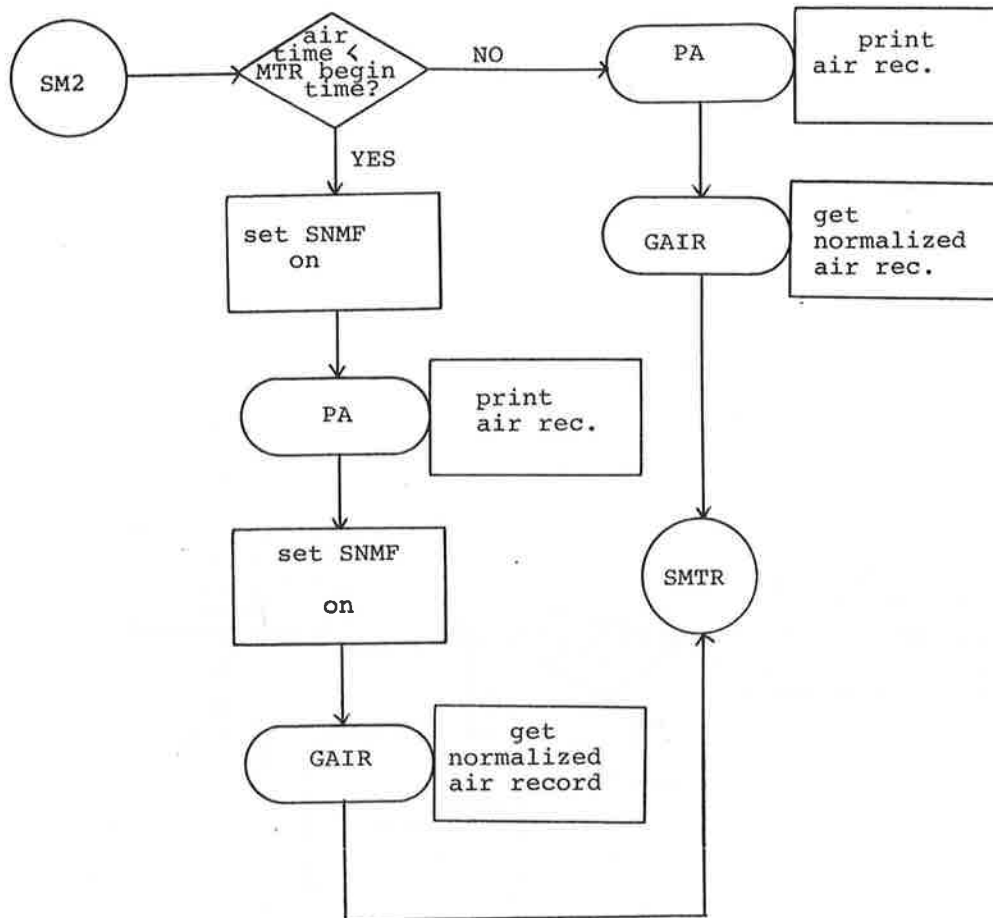 SM2
air
time <
MTR begin
time?
NO
PA
print
air rec.
YES
set SNMF
on
GAIR
get
normalized
air rec.
PA
print
air rec.
set SNMF
on
SMTR
GAIR
get
normalized
air record